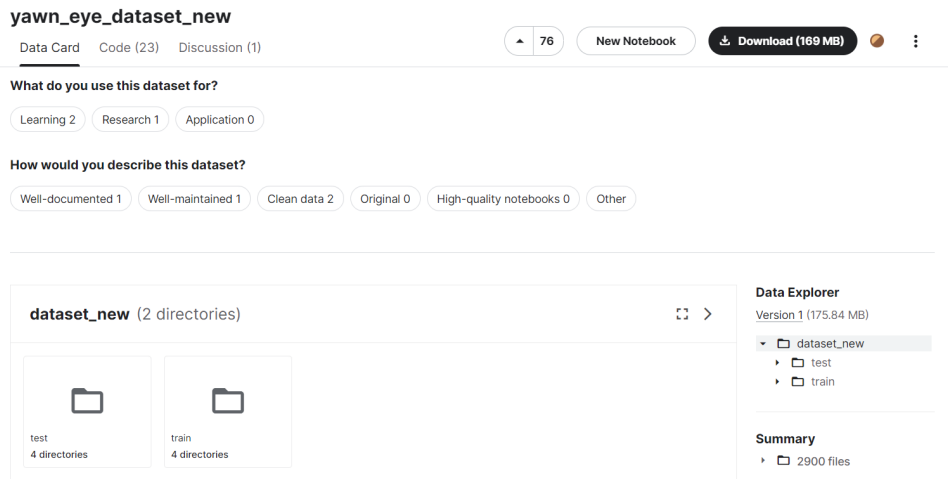 yawn_eye_dataset_new
Data Card Code (23) Discussion (1)
76 New Notebook Download (169 MB)
What do you use this dataset for?
Learning 2 Research 1 Application 0
How would you describe this dataset?
Well-documented 1 Well-maintained 1 Clean data 2 Original 0 High-quality notebooks 0 Other
dataset_new (2 directories)
test
4 directories
train
4 directories
Data Explorer
Version 1 (175.84 MB)
dataset_new
test
train
Summary
2900 files